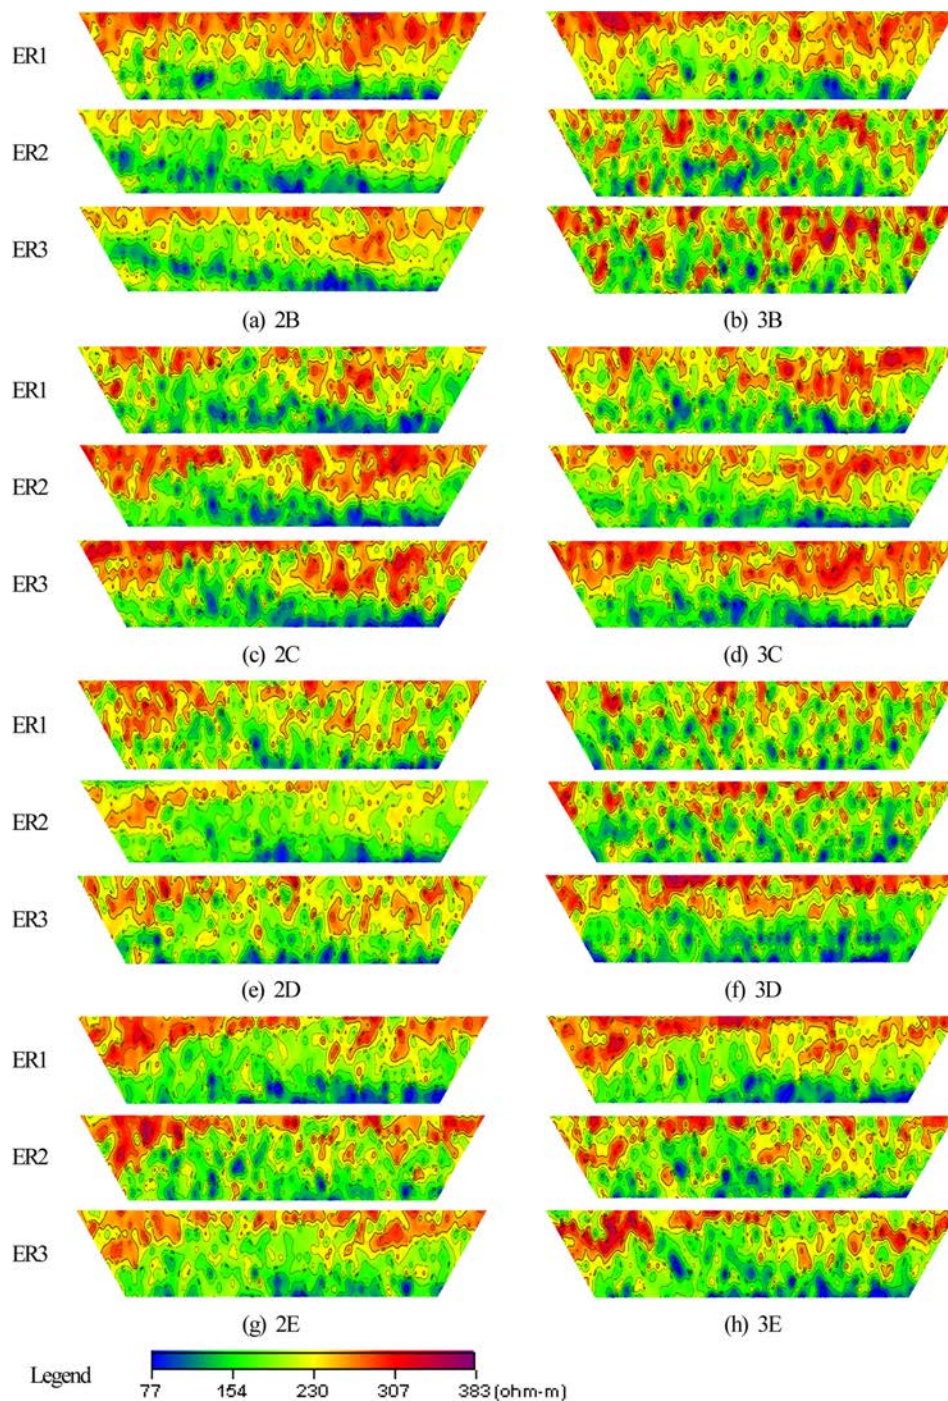 ER1
ER2
ER3
(a) 2B
(b) 3B
ER1
ER2
ER3
(c) 2C
(d) 3C
ER1
ER2
ER3
(e) 2D
(f) 3D
ER1
ER2
ER3
(g) 2E
(h) 3E
Legend
77 154 230 307 383 (ohm-m)